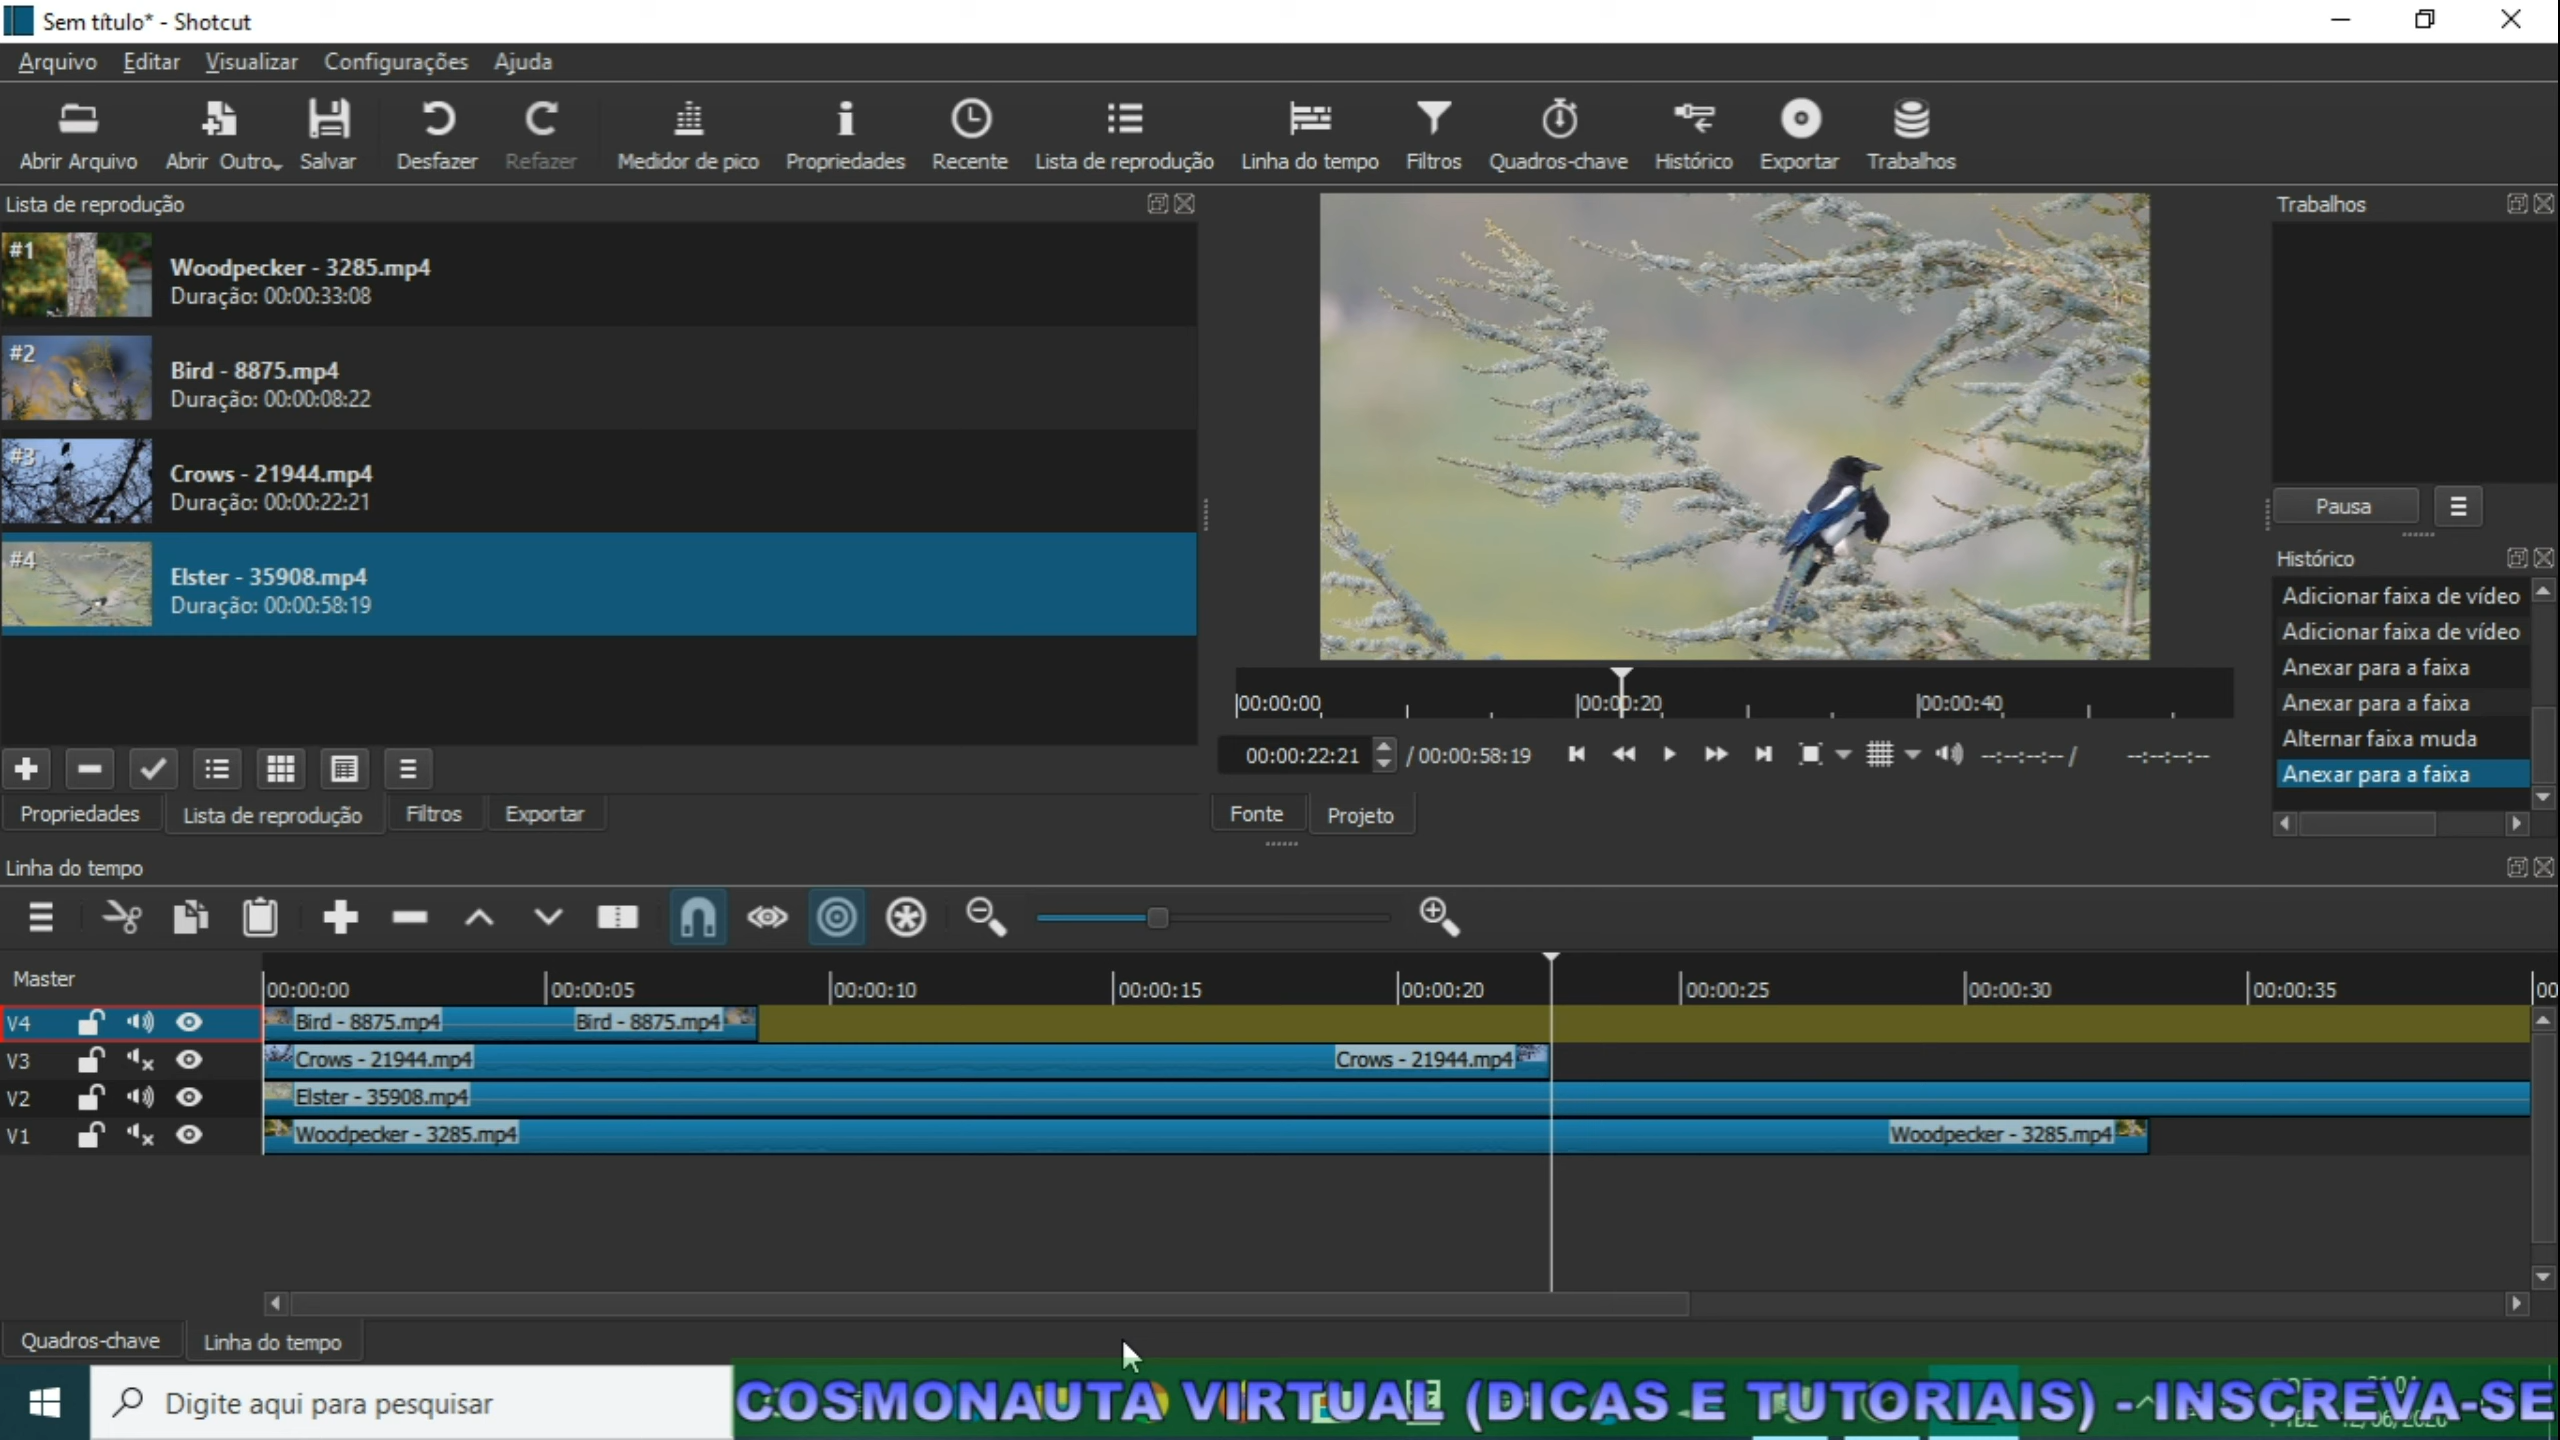 Sem título* - Shotcut
Arquivo Editar Visualizar Configurações Ajuda
Abrir Arquivo Abrir Outro Salvar Desfazer Refazer Medidor de pico Propriedades Recente Lista de reprodução Linha do tempo Filtros Quadros-chave Histórico Exportar Trabalhos
Lista de reprodução
#1
Woodpecker - 3285.mp4
Duração: 00:00:33:08
#2
Bird - 8875.mp4
Duração: 00:00:08:22
#3
Crows - 21944.mp4
Duração: 00:00:22:21
#4
Elster - 35908.mp4
Duração: 00:00:58:19
Propriedades Lista de reprodução Filtros Exportar
00:00:00 00:00:20 00:00:40
00:00:22:21 / 00:00:58:19 --:--:--:-- / --:--:--:--
Fonte Projeto
Trabalhos
Pausa
Histórico
Adicionar faixa de vídeo
Adicionar faixa de vídeo
Anexar para a faixa
Anexar para a faixa
Alternar faixa muda
Anexar para a faixa
Linha do tempo
Master 00:00:00 00:00:05 00:00:10 00:00:15 00:00:20 00:00:25 00:00:30 00:00:35 00
V4 Bird - 8875.mp4 Bird - 8875.mp4
V3 Crows - 21944.mp4 Crows - 21944.mp4
V2 Elster - 35908.mp4
V1 Woodpecker - 3285.mp4 Woodpecker - 3285.mp4
Quadros-chave Linha do tempo
Digite aqui para pesquisar
COSMONAUTA VIRTUAL (DICAS E TUTORIAIS) - INSCREVA-SE